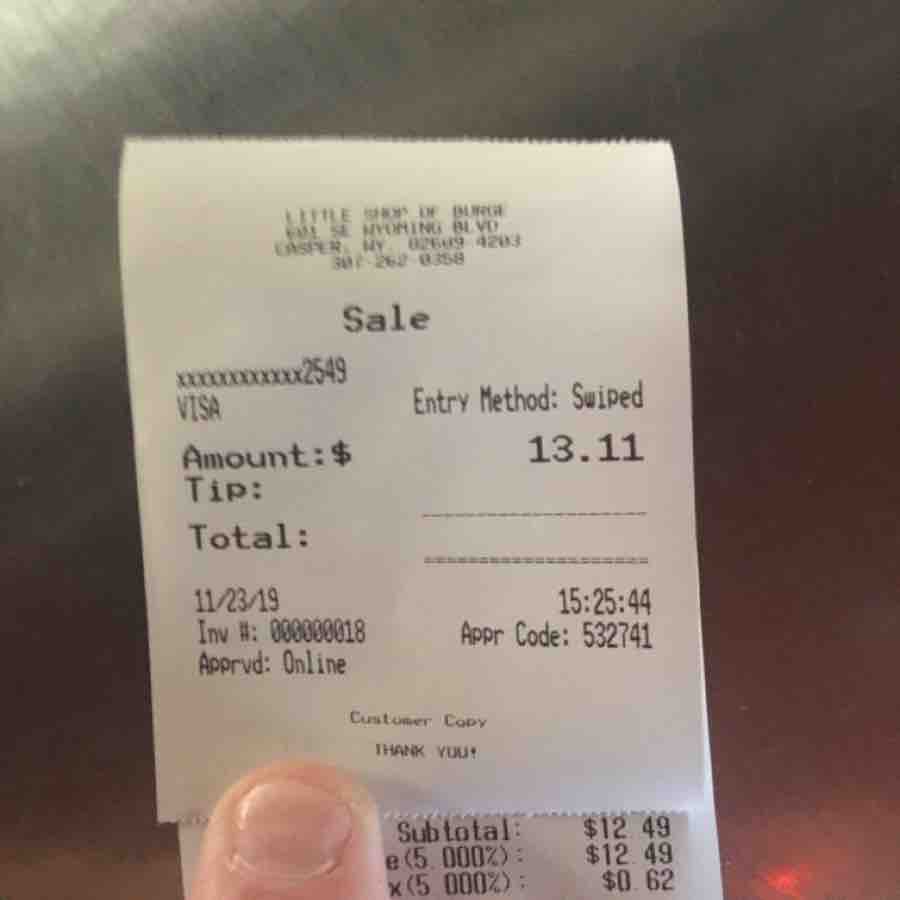 LITTLE SHOP OF BURGE
601 SE WYOMING BLVD
CASPER, WY. 82609-4203
307-262-0358
Sale
xxxxxxxxxxxx2549
VISA
Entry Method: Swiped
Amount:$ 13.11
Tip:
Total:
11/23/19 15:25:44
Inv #: 000000018 Appr Code: 532741
Apprvd: Online
Customer Copy
THANK YOU!
Subtotal: $12.49
e(5.000%): $12.49
x(5.000%): $0.62